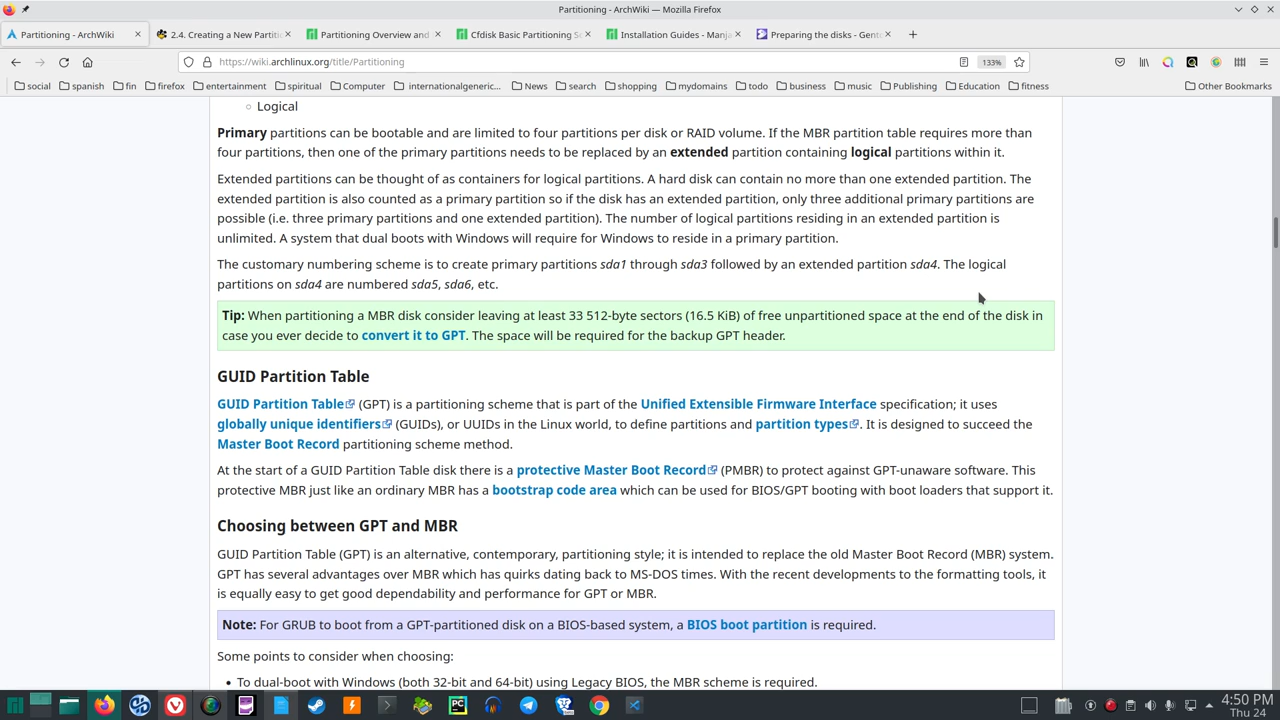 Partitioning - ArchWiki — Mozilla Firefox
Partitioning - ArchWiki
2.4. Creating a New Partiti
Partitioning Overview and
Cfdisk Basic Partitioning S
Installation Guides - Manja
Preparing the disks - Gent
https://wiki.archlinux.org/title/Partitioning
133%
social
spanish
fin
firefox
entertainment
spiritual
Computer
internationalgeneric...
News
search
shopping
mydomains
todo
business
music
Publishing
Education
fitness
Other Bookmarks
Logical
Primary partitions can be bootable and are limited to four partitions per disk or RAID volume. If the MBR partition table requires more than
four partitions, then one of the primary partitions needs to be replaced by an extended partition containing logical partitions within it.
Extended partitions can be thought of as containers for logical partitions. A hard disk can contain no more than one extended partition. The
extended partition is also counted as a primary partition so if the disk has an extended partition, only three additional primary partitions are
possible (i.e. three primary partitions and one extended partition). The number of logical partitions residing in an extended partition is
unlimited. A system that dual boots with Windows will require for Windows to reside in a primary partition.
The customary numbering scheme is to create primary partitions sda1 through sda3 followed by an extended partition sda4. The logical
partitions on sda4 are numbered sda5, sda6, etc.
Tip: When partitioning a MBR disk consider leaving at least 33 512-byte sectors (16.5 KiB) of free unpartitioned space at the end of the disk in
case you ever decide to convert it to GPT. The space will be required for the backup GPT header.
GUID Partition Table
GUID Partition Table (GPT) is a partitioning scheme that is part of the Unified Extensible Firmware Interface specification; it uses
globally unique identifiers (GUIDs), or UUIDs in the Linux world, to define partitions and partition types. It is designed to succeed the
Master Boot Record partitioning scheme method.
At the start of a GUID Partition Table disk there is a protective Master Boot Record (PMBR) to protect against GPT-unaware software. This
protective MBR just like an ordinary MBR has a bootstrap code area which can be used for BIOS/GPT booting with boot loaders that support it.
Choosing between GPT and MBR
GUID Partition Table (GPT) is an alternative, contemporary, partitioning style; it is intended to replace the old Master Boot Record (MBR) system.
GPT has several advantages over MBR which has quirks dating back to MS-DOS times. With the recent developments to the formatting tools, it
is equally easy to get good dependability and performance for GPT or MBR.
Note: For GRUB to boot from a GPT-partitioned disk on a BIOS-based system, a BIOS boot partition is required.
Some points to consider when choosing:
• To dual-boot with Windows (both 32-bit and 64-bit) using Legacy BIOS, the MBR scheme is required.
4:50 PM
Thu 24